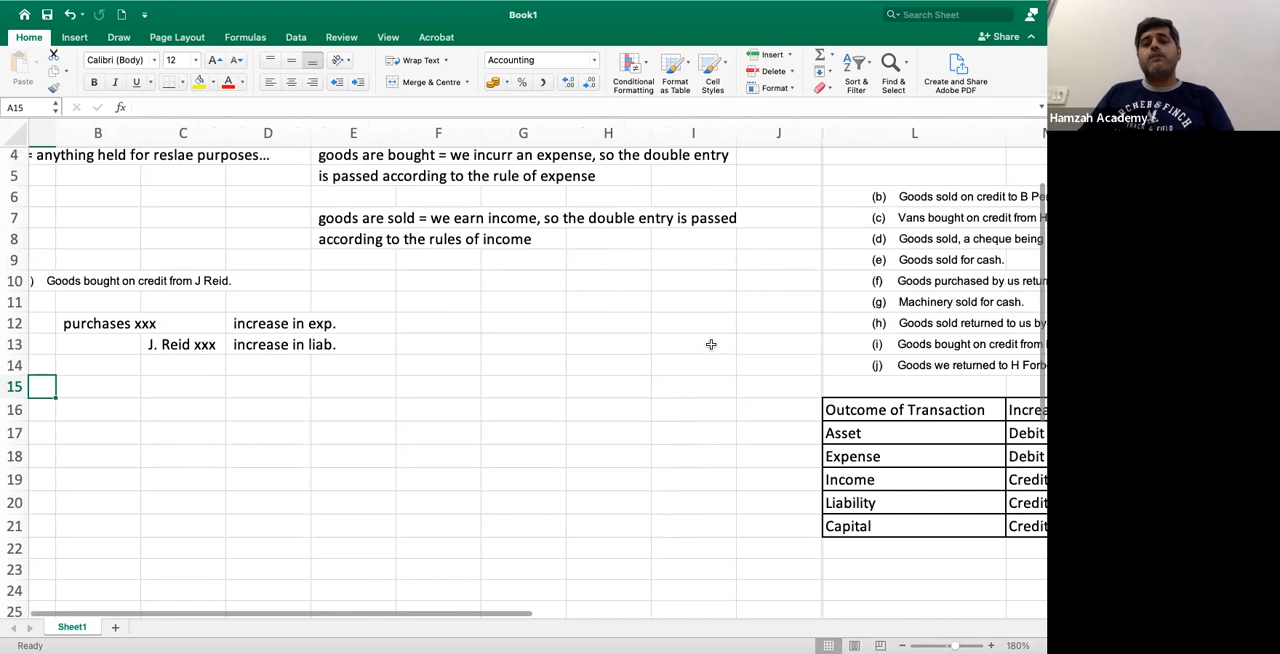 Book1
Search Sheet
Home Insert Draw Page Layout Formulas Data Review View Acrobat
Share
Paste
Calibri (Body) 12
B I U
Wrap Text
Merge & Centre
Accounting
Conditional Formatting
Format as Table
Cell Styles
Insert
Delete
Format
Sort & Filter
Find & Select
Create and Share Adobe PDF
A15 fx
B C D E F G H I J L
4 = anything held for reslae purposes... goods are bought = we incurr an expense, so the double entry
5 is passed according to the rule of expense
6 (b) Goods sold on credit to B Pe
7 goods are sold = we earn income, so the double entry is passed (c) Vans bought on credit from H
8 according to the rules of income (d) Goods sold, a cheque being
9 (e) Goods sold for cash.
10 ) Goods bought on credit from J Reid. (f) Goods purchased by us retur
11 (g) Machinery sold for cash.
12 purchases xxx increase in exp. (h) Goods sold returned to us by
13 J. Reid xxx increase in liab. (i) Goods bought on credit from
14 (j) Goods we returned to H Forb
15
16 Outcome of Transaction Increa
17 Asset Debit
18 Expense Debit
19 Income Credit
20 Liability Credit
21 Capital Credit
22
23
24
25
Sheet1
Ready 180%
Hamzah Academy